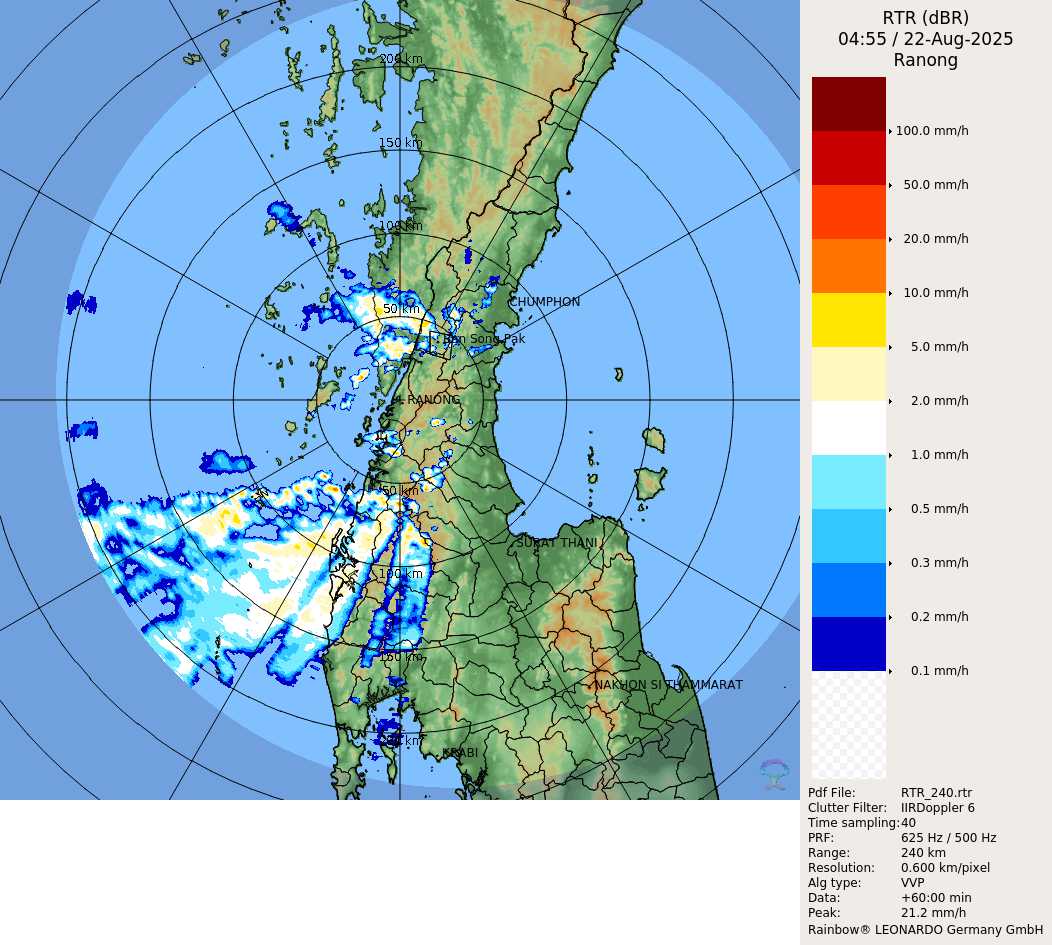 RTR (dBR)
04:55 / 22-Aug-2025
Ranong
200 km
150 km
100 km
50 km
CHUMPHON
Ban Song Pak
RANONG
50 km
SURAT THANI
100 km
150 km
NAKHON SI THAMMARAT
200 km
KRABI
100.0 mm/h
50.0 mm/h
20.0 mm/h
10.0 mm/h
5.0 mm/h
2.0 mm/h
1.0 mm/h
0.5 mm/h
0.3 mm/h
0.2 mm/h
0.1 mm/h
Pdf File: RTR_240.rtr
Clutter Filter: IIRDoppler 6
Time sampling:40
PRF: 625 Hz / 500 Hz
Range: 240 km
Resolution: 0.600 km/pixel
Alg type: VVP
Data: +60:00 min
Peak: 21.2 mm/h
Rainbow® LEONARDO Germany GmbH